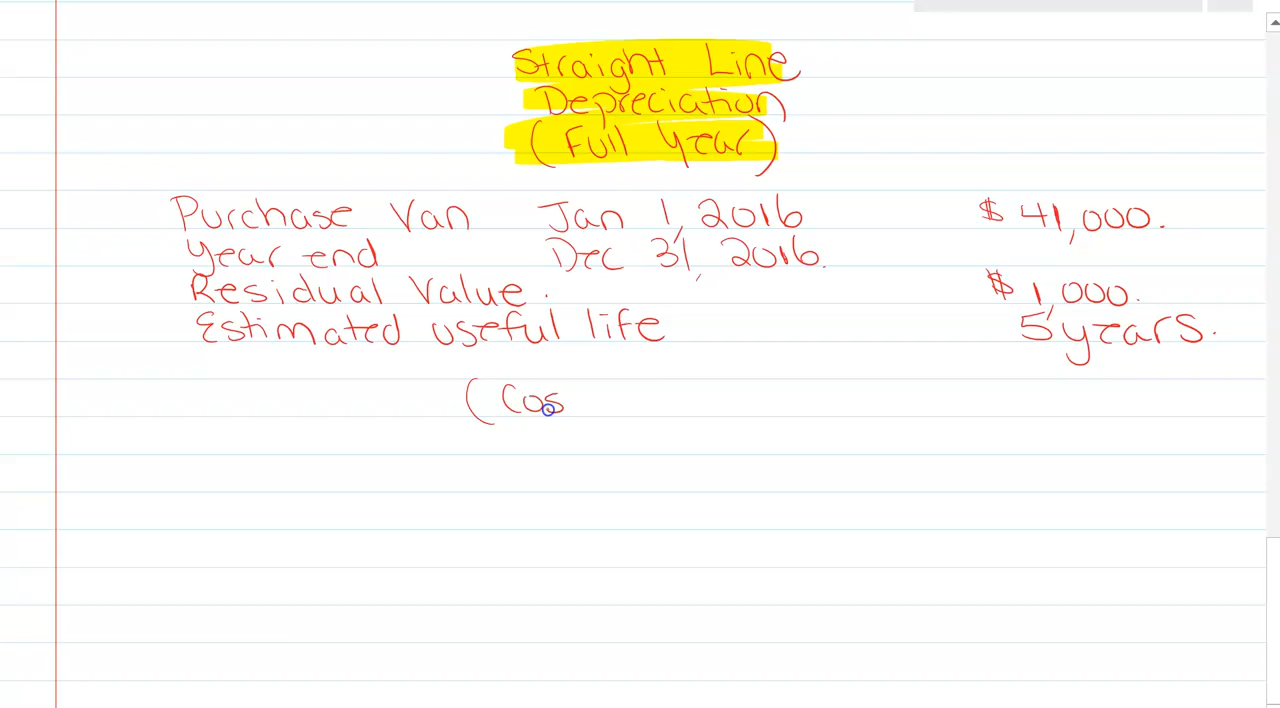 Straight Line
Depreciation
(Full Year)
Purchase Van Jan 1, 2016 $ 41,000.
Year end Dec 31, 2016.
Residual Value. $ 1,000.
Estimated useful life 5 years.
( Cos